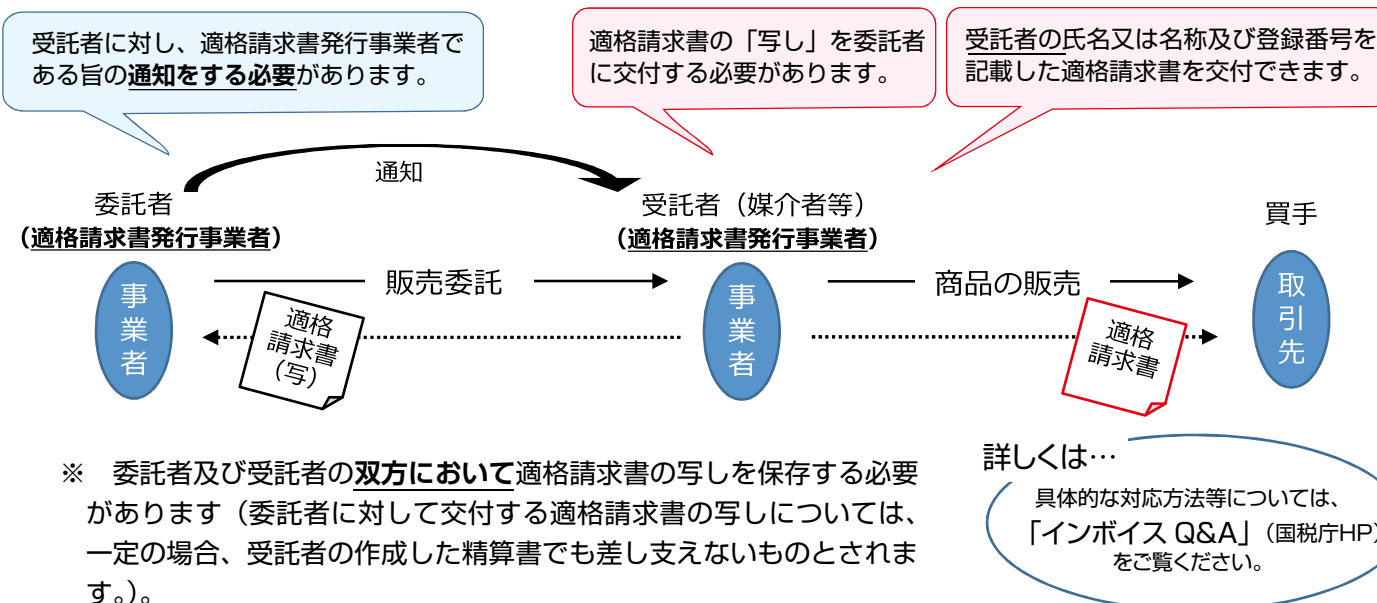 受託者に対し、適格請求書発行事業者で
ある旨の通知をする必要があります。
適格請求書の「写し」を委託者
に交付する必要があります。
受託者の氏名又は名称及び登録番号を
記載した適格請求書を交付できます。
通知
委託者
（適格請求書発行事業者）
受託者（媒介者等）
（適格請求書発行事業者）
買手
事業者
販売委託
適格
請求書
（写）
事業者
商品の販売
適格
請求書
取引先
※　委託者及び受託者の双方において適格請求書の写しを保存する必要
があります（委託者に対して交付する適格請求書の写しについては、
一定の場合、受託者の作成した精算書でも差し支えないものとされま
す。）。
詳しくは…
具体的な対応方法等については、
「インボイス Q&A」（国税庁HP）
をご覧ください。